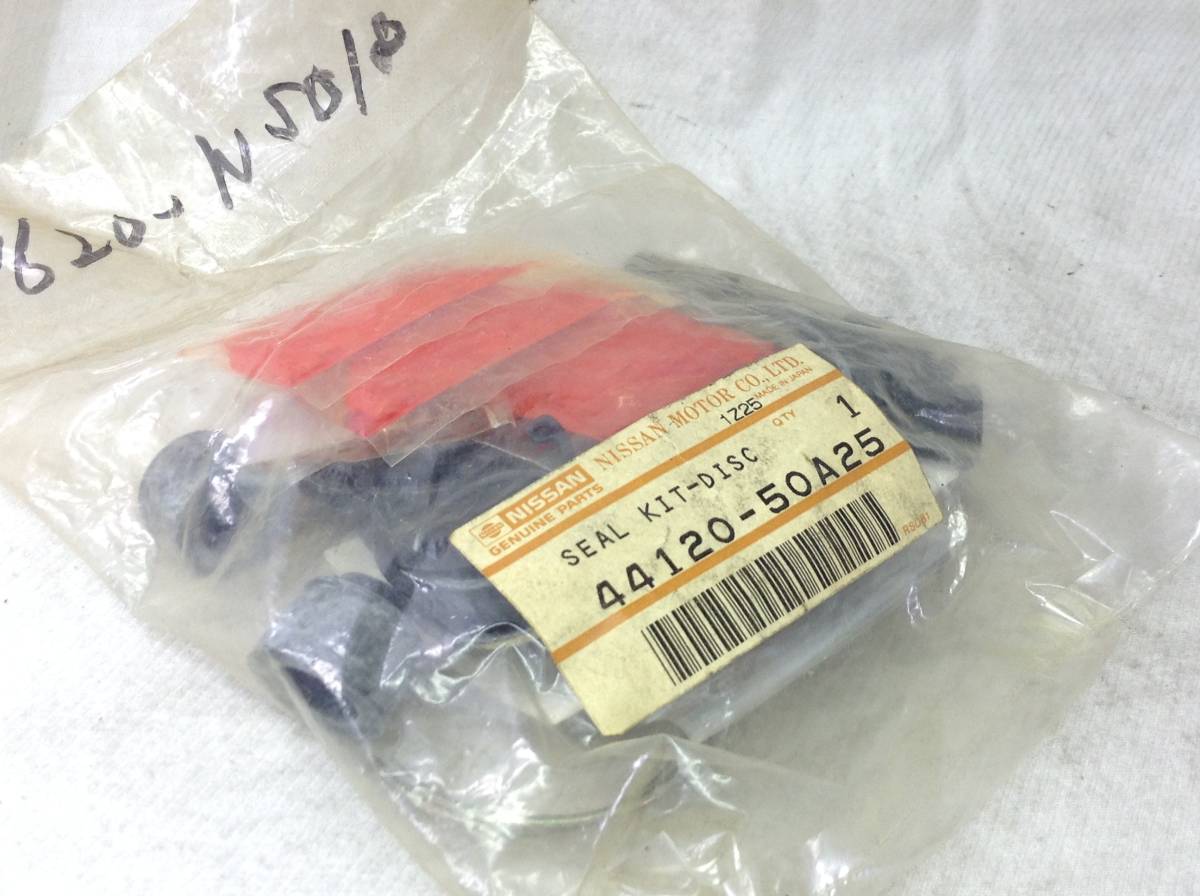 620-N5010
NISSAN NISSAN MOTOR CO., LTD.
GENUINE PARTS 1Z25 MADE IN JAPAN
SEAL KIT-DISC QTY 1
44120-50A25